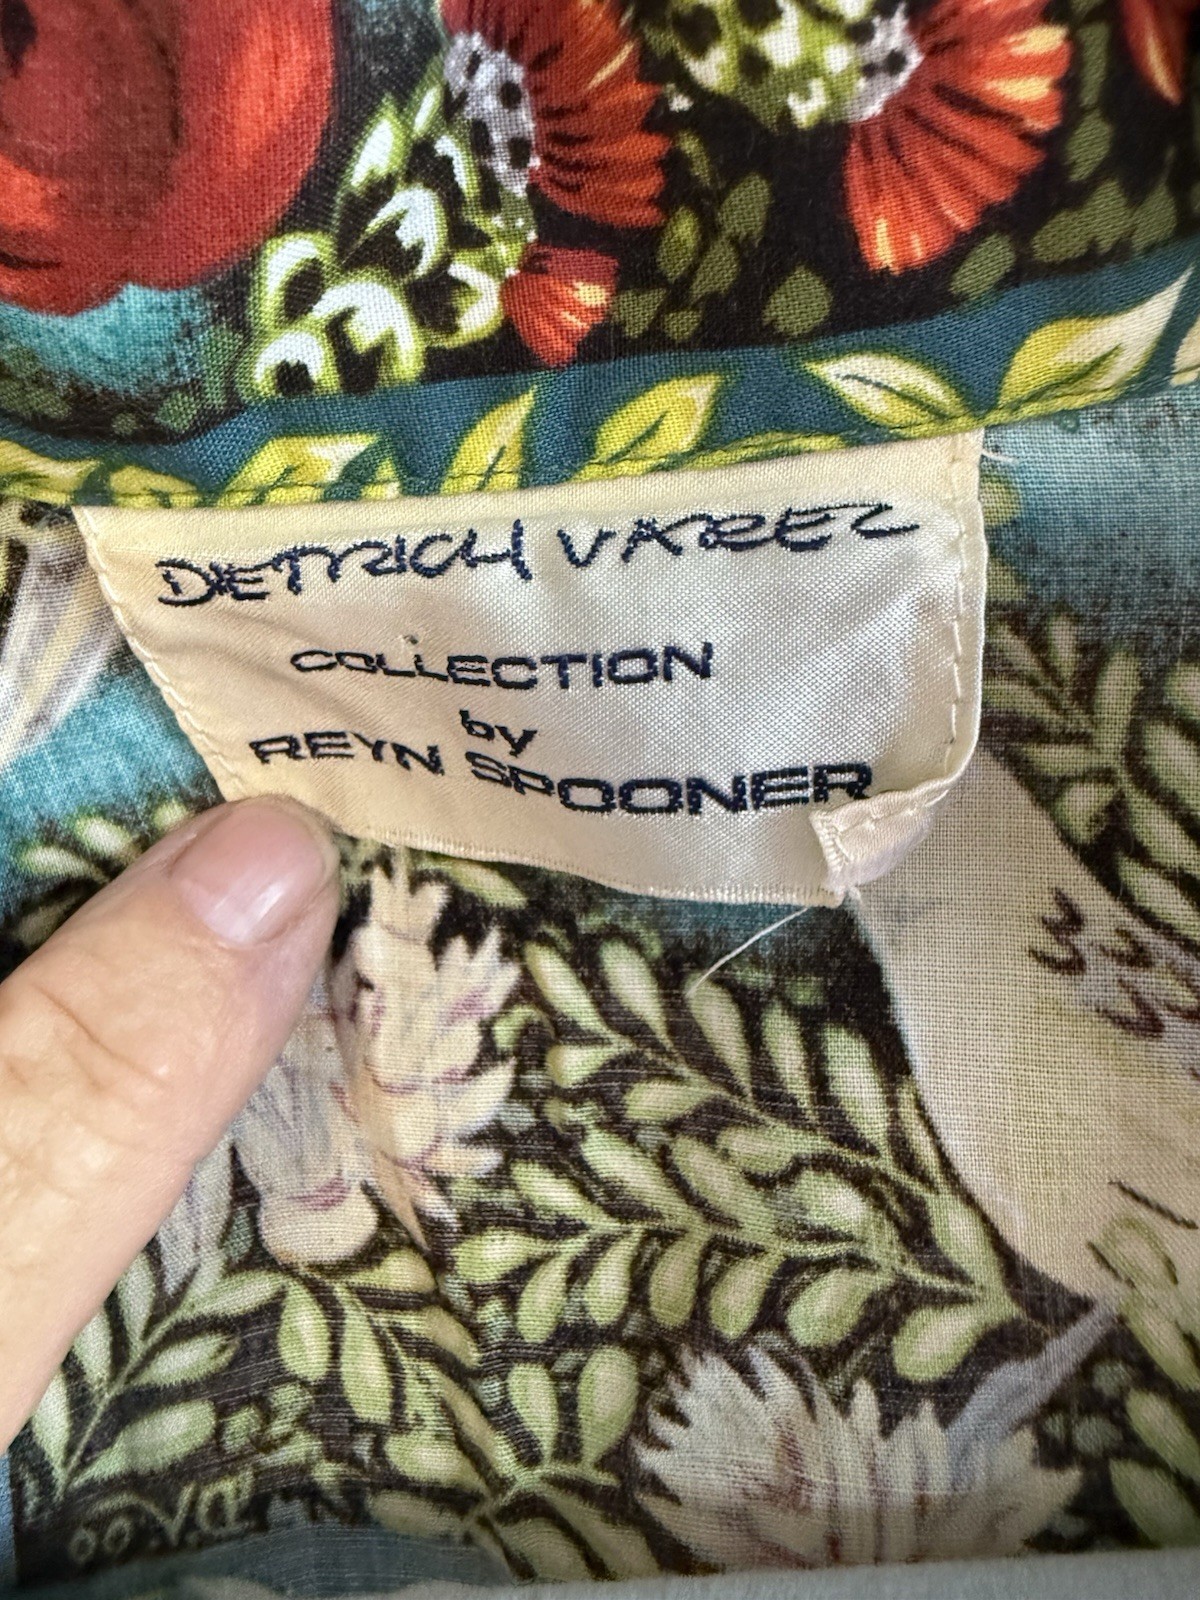 DIETRICH VAREZ
COLLECTION
by
REYN SPOONER